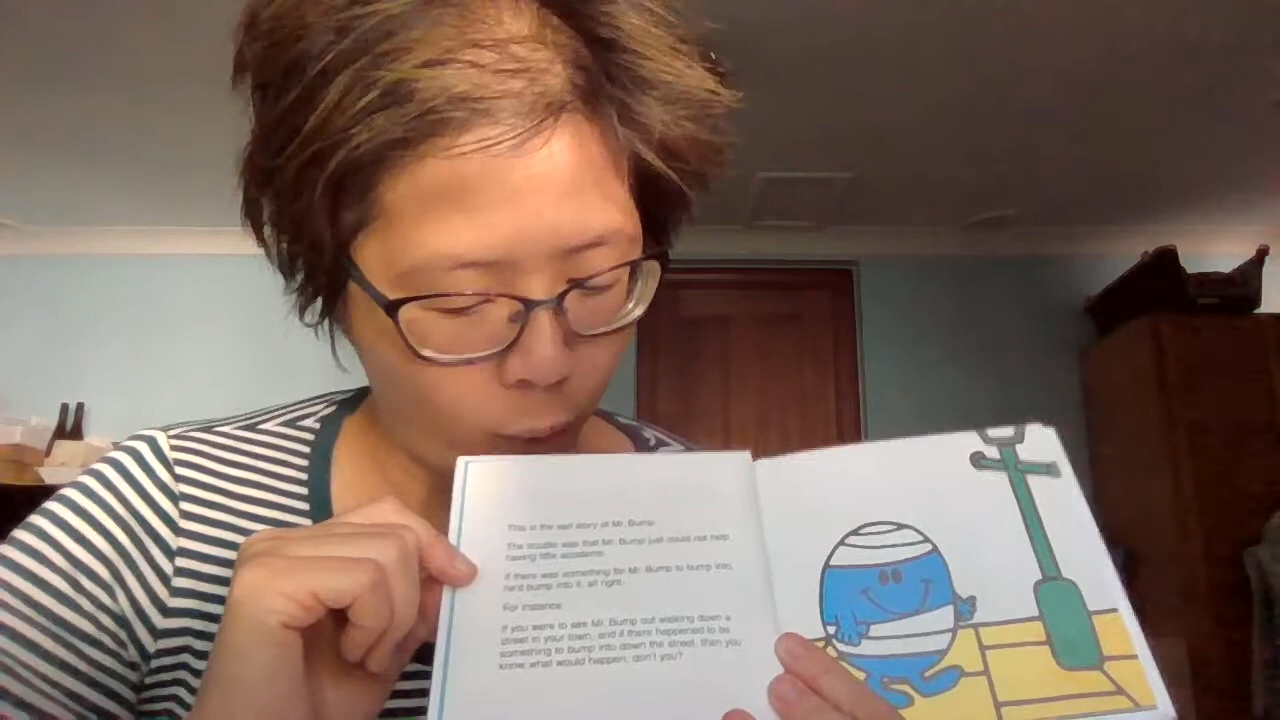 This is the sad story of Mr. Bump.
The trouble was that Mr. Bump just could not help
having little accidents.
If there was something for Mr. Bump to bump into,
he'd bump into it, all right.
For instance.
If you were to see Mr. Bump out walking down a
street in your town, and if there happened to be
something to bump into down the street, then you
know what would happen, don't you?